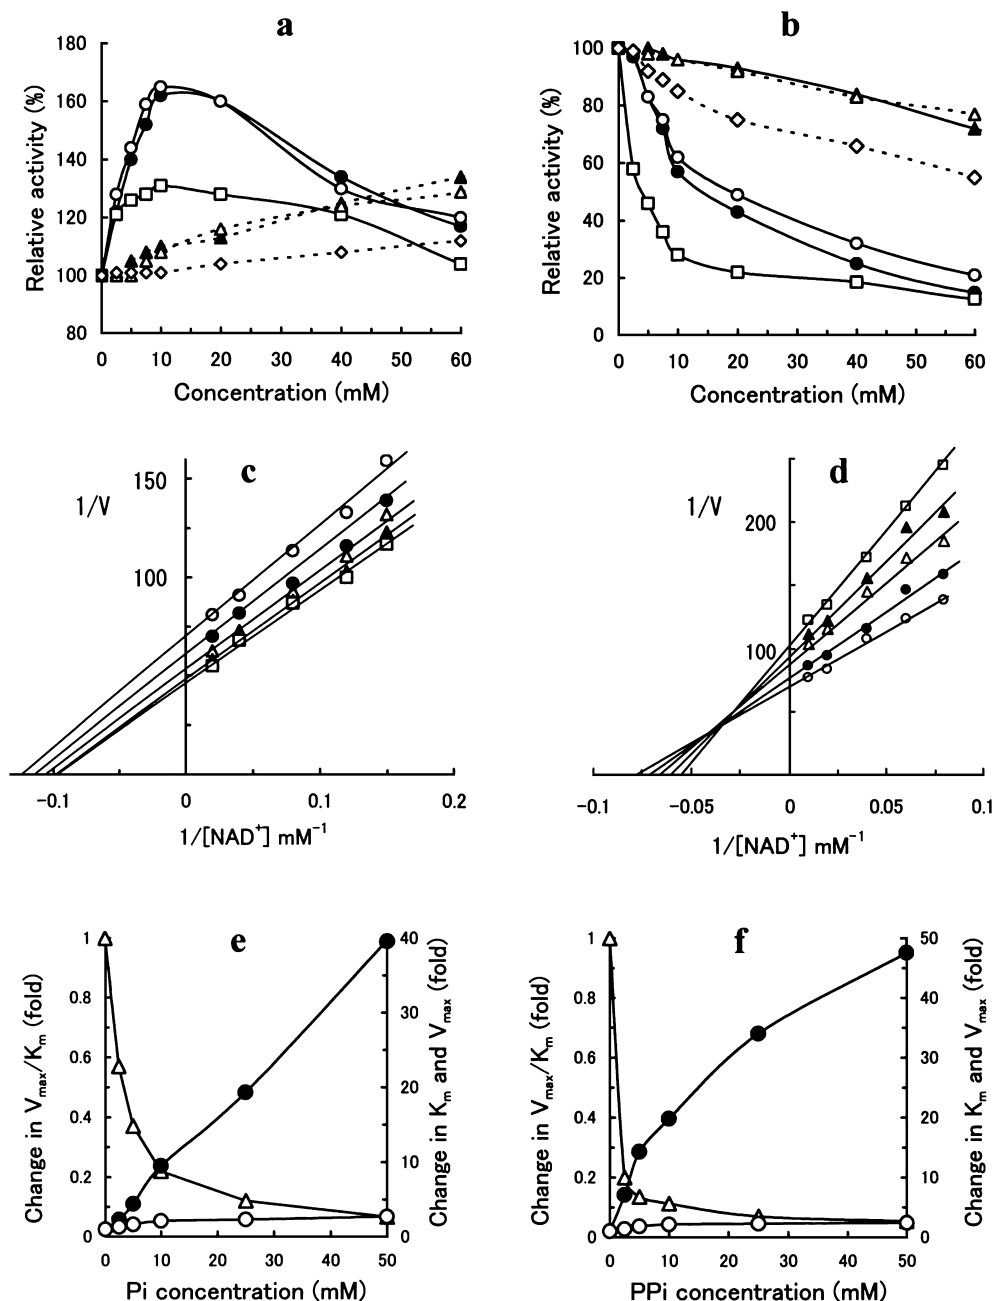 a
180
160
140
120
100
80
Relative activity (%)
0 10 20 30 40 50 60
Concentration (mM)
b
100
80
60
40
20
0
Relative activity (%)
0 10 20 30 40 50 60
Concentration (mM)
c
1/V
150
100
-0.1 0 0.1 0.2
1/[NAD⁺] mM⁻¹
d
1/V
200
100
-0.1 -0.05 0 0.05 0.1
1/[NAD⁺] mM⁻¹
e
1
0.8
0.6
0.4
0.2
0
Change in Vmax/Km (fold)
40
30
20
10
0
Change in Km and Vmax (fold)
0 10 20 30 40 50
Pi concentration (mM)
f
1
0.8
0.6
0.4
0.2
0
Change in Vmax/Km (fold)
50
40
30
20
10
0
Change in Km and Vmax (fold)
0 10 20 30 40 50
PPi concentration (mM)